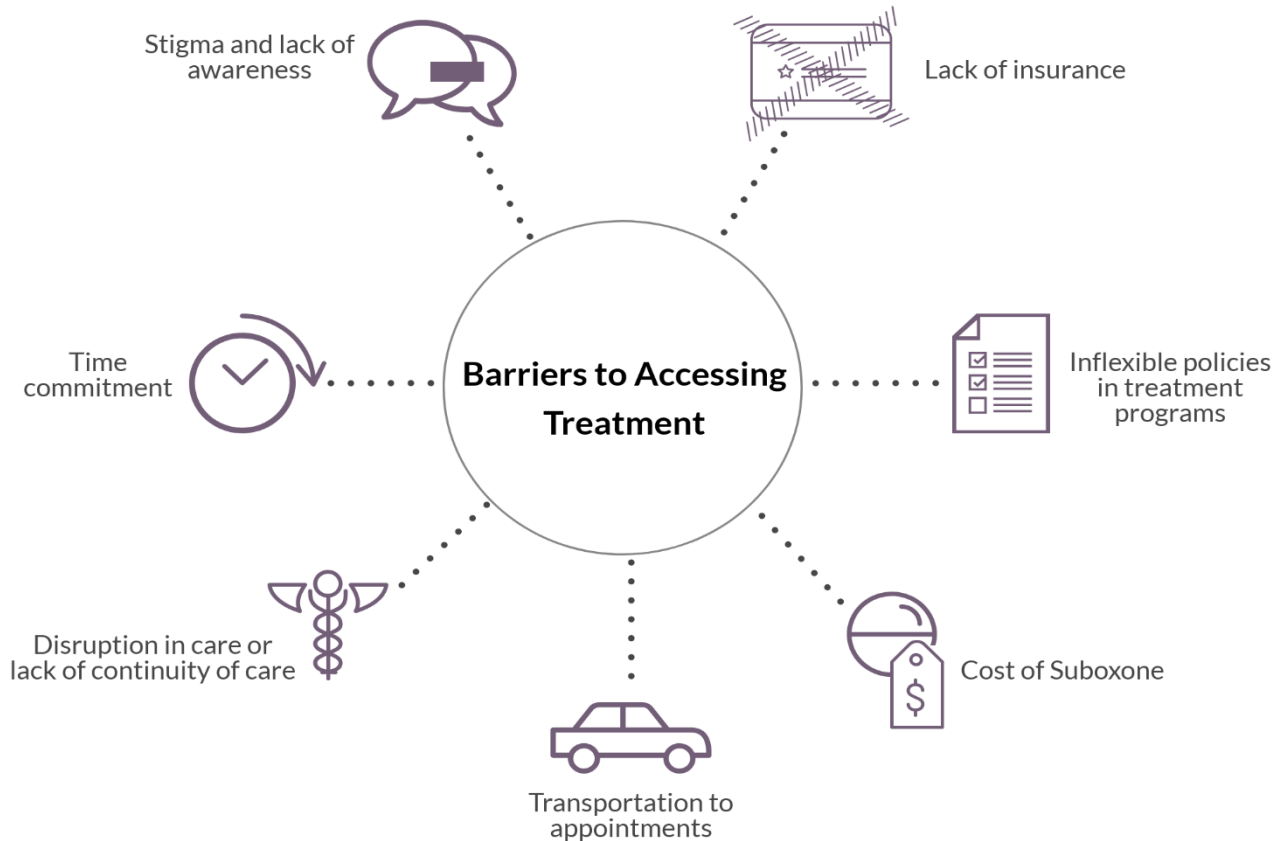 Stigma and lack of
awareness
Lack of insurance
Time
commitment
Barriers to Accessing
Treatment
Inflexible policies
in treatment
programs
Disruption in care or
lack of continuity of care
$
Cost of Suboxone
Transportation to
appointments